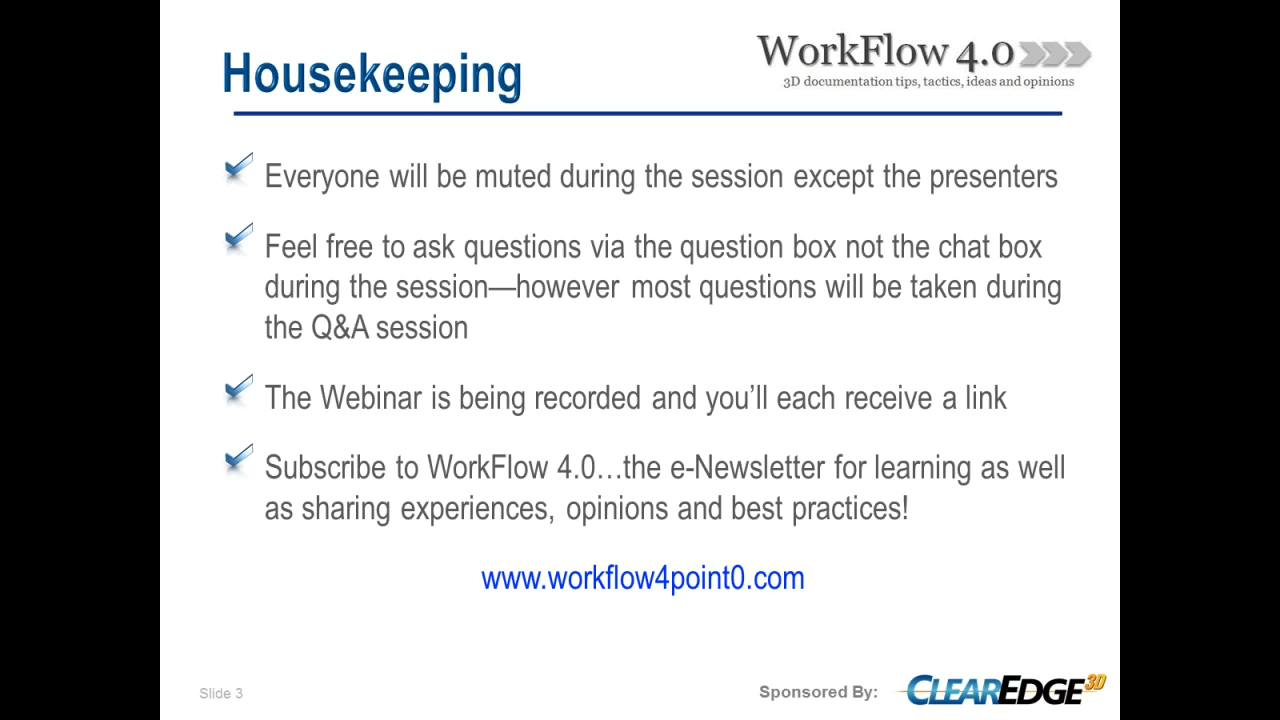 Housekeeping
WorkFlow 4.0
3D documentation tips, tactics, ideas and opinions
Everyone will be muted during the session except the presenters
Feel free to ask questions via the question box not the chat box
during the session—however most questions will be taken during
the Q&A session
The Webinar is being recorded and you’ll each receive a link
Subscribe to WorkFlow 4.0…the e-Newsletter for learning as well
as sharing experiences, opinions and best practices!
www.workflow4point0.com
Slide 3
Sponsored By:
CLEAREDGE 3D